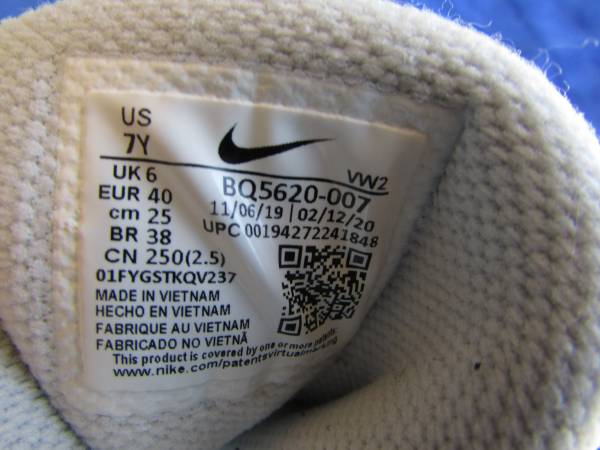 US
7Y
UK 6
EUR 40
cm 25
BR 38
CN 250(2.5)
VW2
BQ5620-007
11/06/19 | 02/12/20
UPC 00194272241848
01FYGSTKQV237
MADE IN VIETNAM
HECHO EN VIETNAM
FABRIQUE AU VIETNAM
FABRICADO NO VIETNÃ
This product is covered by one or more patents:
www.nike.com/patentsvirtualmarking